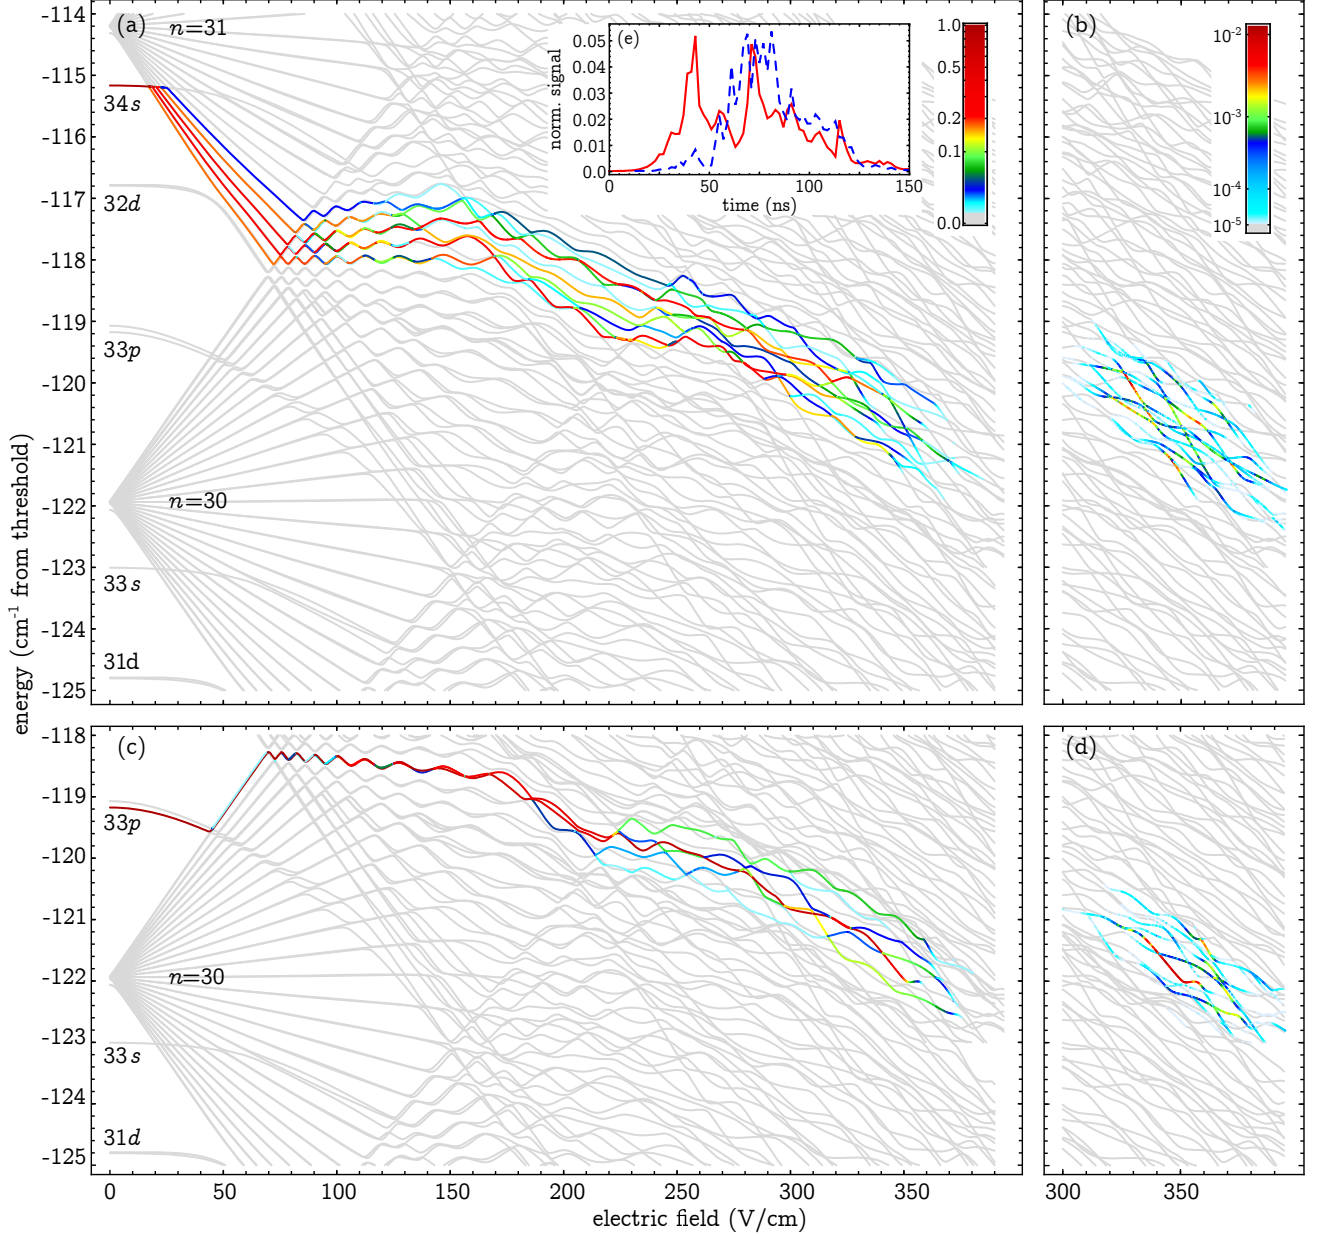 (a)
n=31
34s
32d
33p
n=30
33s
31d
-114
-115
-116
-117
-118
-119
-120
-121
-122
-123
-124
-125
energy (cm-1 from threshold)
(e)
norm. signal
0.05
0.04
0.03
0.02
0.01
0.00
0
50
100
150
time (ns)
1.0
0.5
0.2
0.1
0.0
(b)
10-2
10-3
10-4
10-5
(c)
33p
n=30
33s
31d
-118
-119
-120
-121
-122
-123
-124
-125
0
50
100
150
200
250
300
350
electric field (V/cm)
(d)
300
350